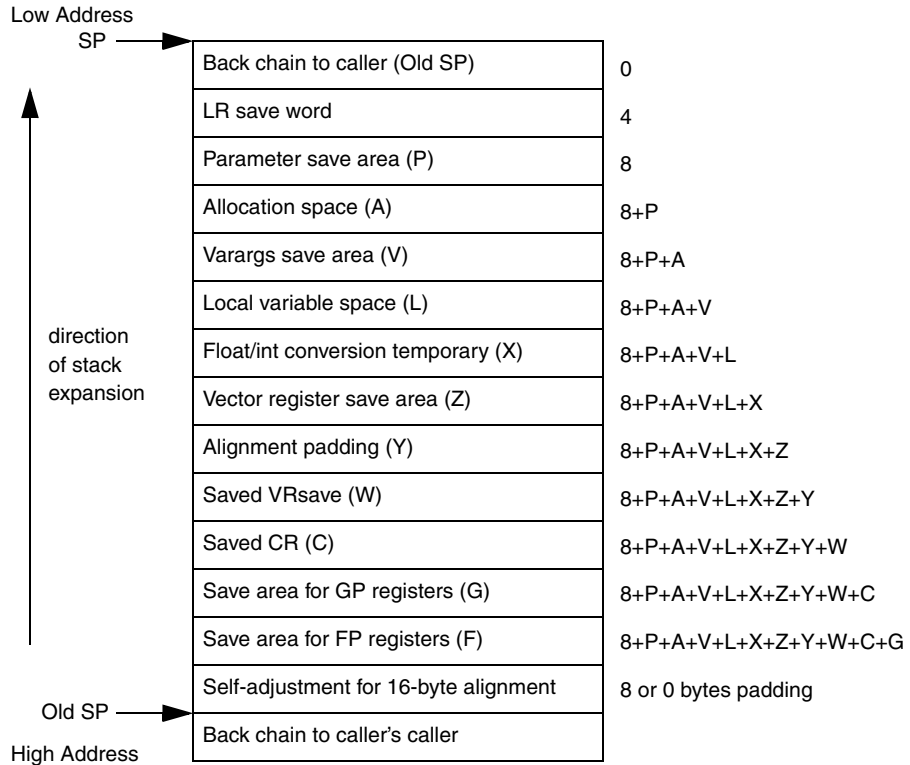 Low Address
SP
Back chain to caller (Old SP) 0
LR save word 4
Parameter save area (P) 8
Allocation space (A) 8+P
Varargs save area (V) 8+P+A
Local variable space (L) 8+P+A+V
direction
of stack
expansion
Float/int conversion temporary (X) 8+P+A+V+L
Vector register save area (Z) 8+P+A+V+L+X
Alignment padding (Y) 8+P+A+V+L+X+Z
Saved VRsave (W) 8+P+A+V+L+X+Z+Y
Saved CR (C) 8+P+A+V+L+X+Z+Y+W
Save area for GP registers (G) 8+P+A+V+L+X+Z+Y+W+C
Save area for FP registers (F) 8+P+A+V+L+X+Z+Y+W+C+G
Self-adjustment for 16-byte alignment 8 or 0 bytes padding
Old SP
Back chain to caller's caller
High Address